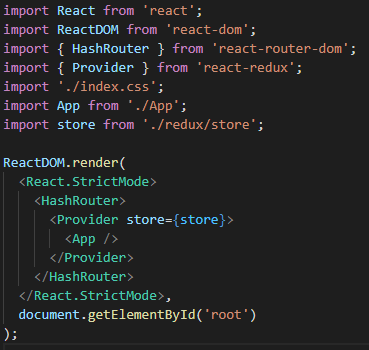 import React from 'react';
import ReactDOM from 'react-dom';
import { HashRouter } from 'react-router-dom';
import { Provider } from 'react-redux';
import './index.css';
import App from './App';
import store from './redux/store';

ReactDOM.render(
  <React.StrictMode>
    <HashRouter>
      <Provider store={store}>
        <App />
      </Provider>
    </HashRouter>
  </React.StrictMode>,
  document.getElementById('root')
);